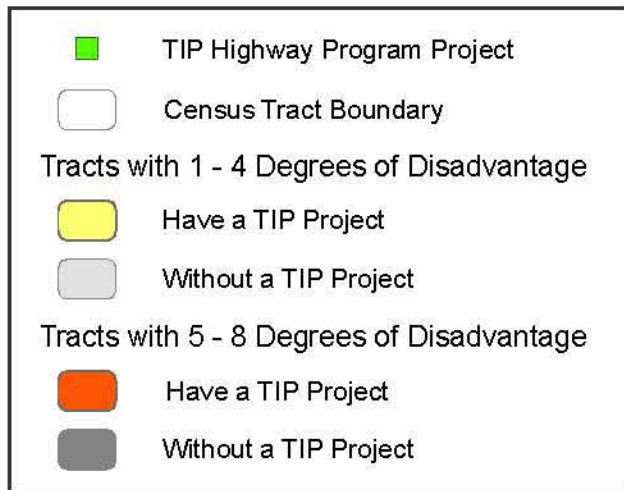 TIP Highway Program Project
Census Tract Boundary
Tracts with 1 - 4 Degrees of Disadvantage
Have a TIP Project
Without a TIP Project
Tracts with 5 - 8 Degrees of Disadvantage
Have a TIP Project
Without a TIP Project